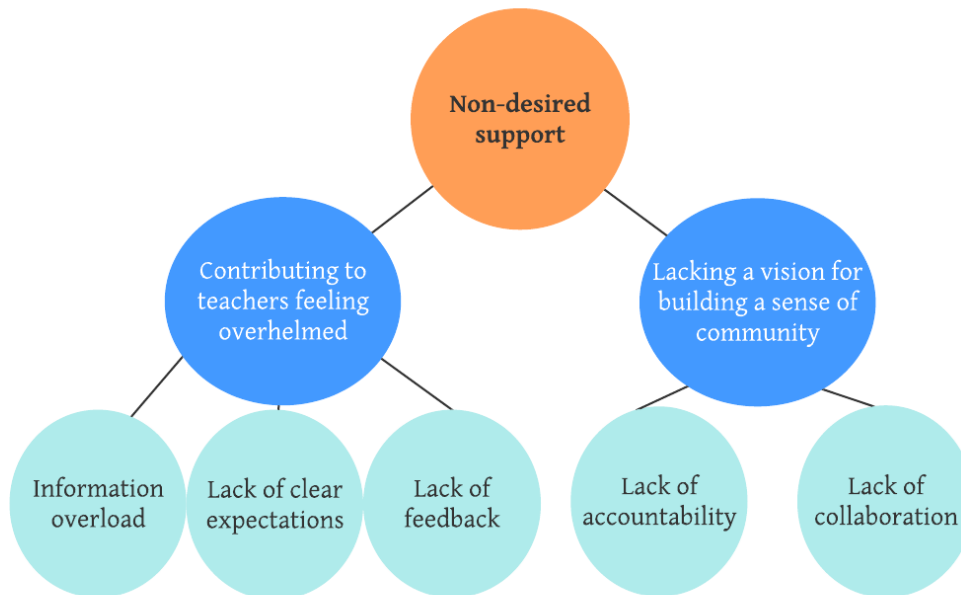 Non-desired
support
Contributing to
teachers feeling
overhelmed
Lacking a vision for
building a sense of
community
Information
overload
Lack of clear
expectations
Lack of
feedback
Lack of
accountability
Lack of
collaboration